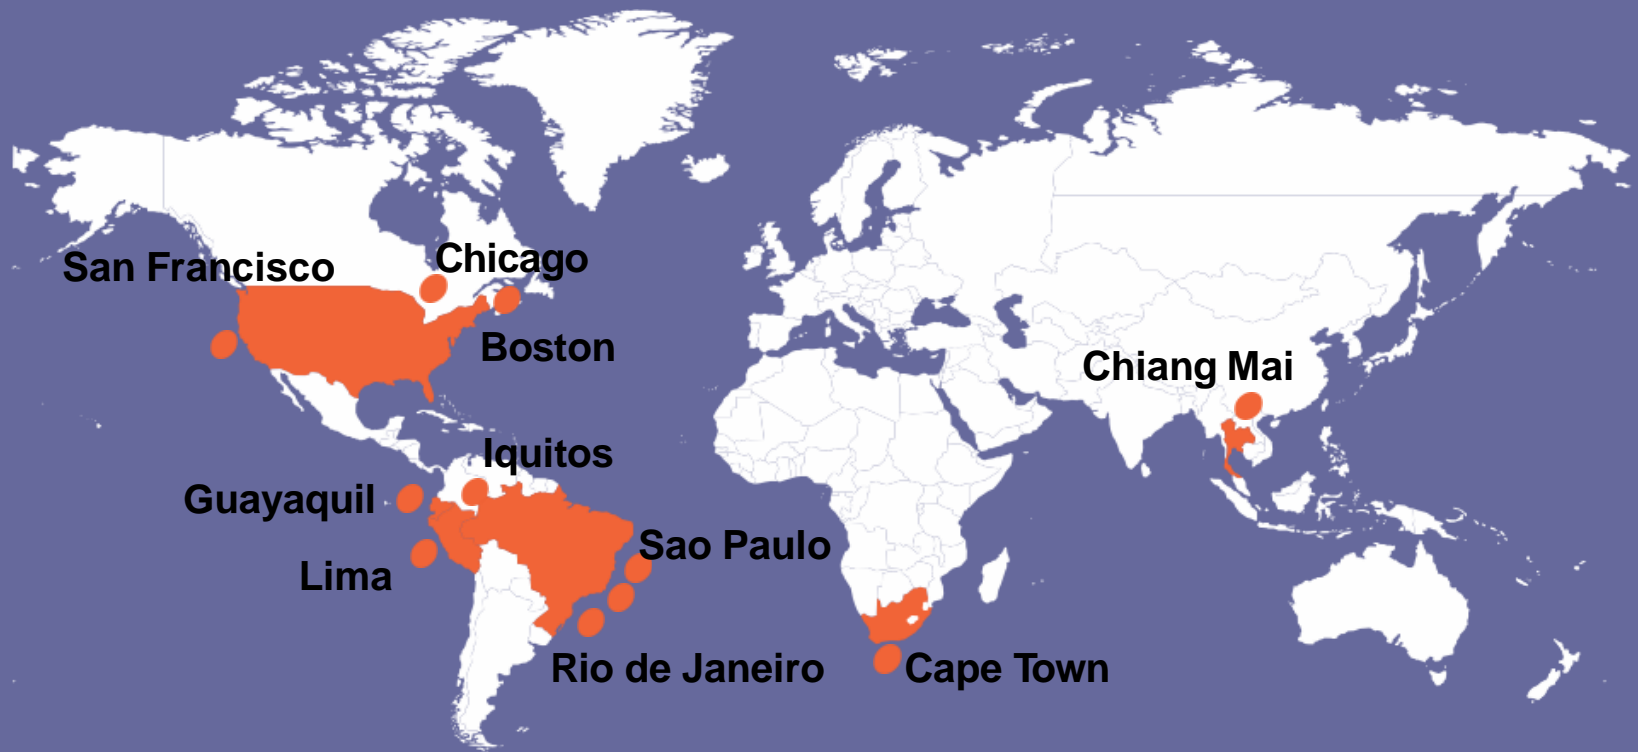 San Francisco
Chicago
Boston
Chiang Mai
Iquitos
Guayaquil
Sao Paulo
Lima
Rio de Janeiro
Cape Town